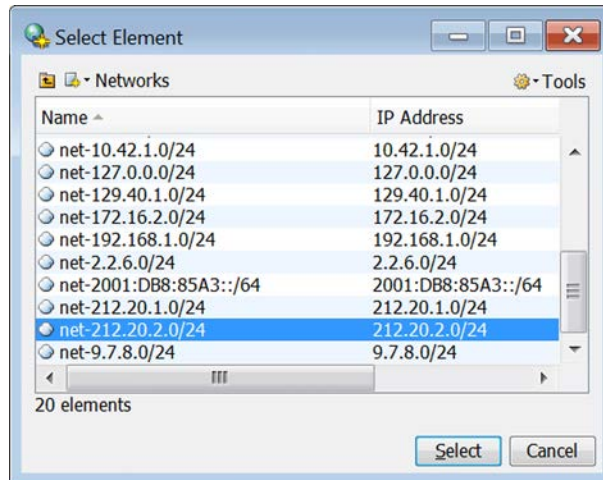 Select Element
Networks Tools
Name IP Address
net-10.42.1.0/24 10.42.1.0/24
net-127.0.0.0/24 127.0.0.0/24
net-129.40.1.0/24 129.40.1.0/24
net-172.16.2.0/24 172.16.2.0/24
net-192.168.1.0/24 192.168.1.0/24
net-2.2.6.0/24 2.2.6.0/24
net-2001:DB8:85A3::/64 2001:DB8:85A3::/64
net-212.20.1.0/24 212.20.1.0/24
net-212.20.2.0/24 212.20.2.0/24
net-9.7.8.0/24 9.7.8.0/24
20 elements
Select Cancel